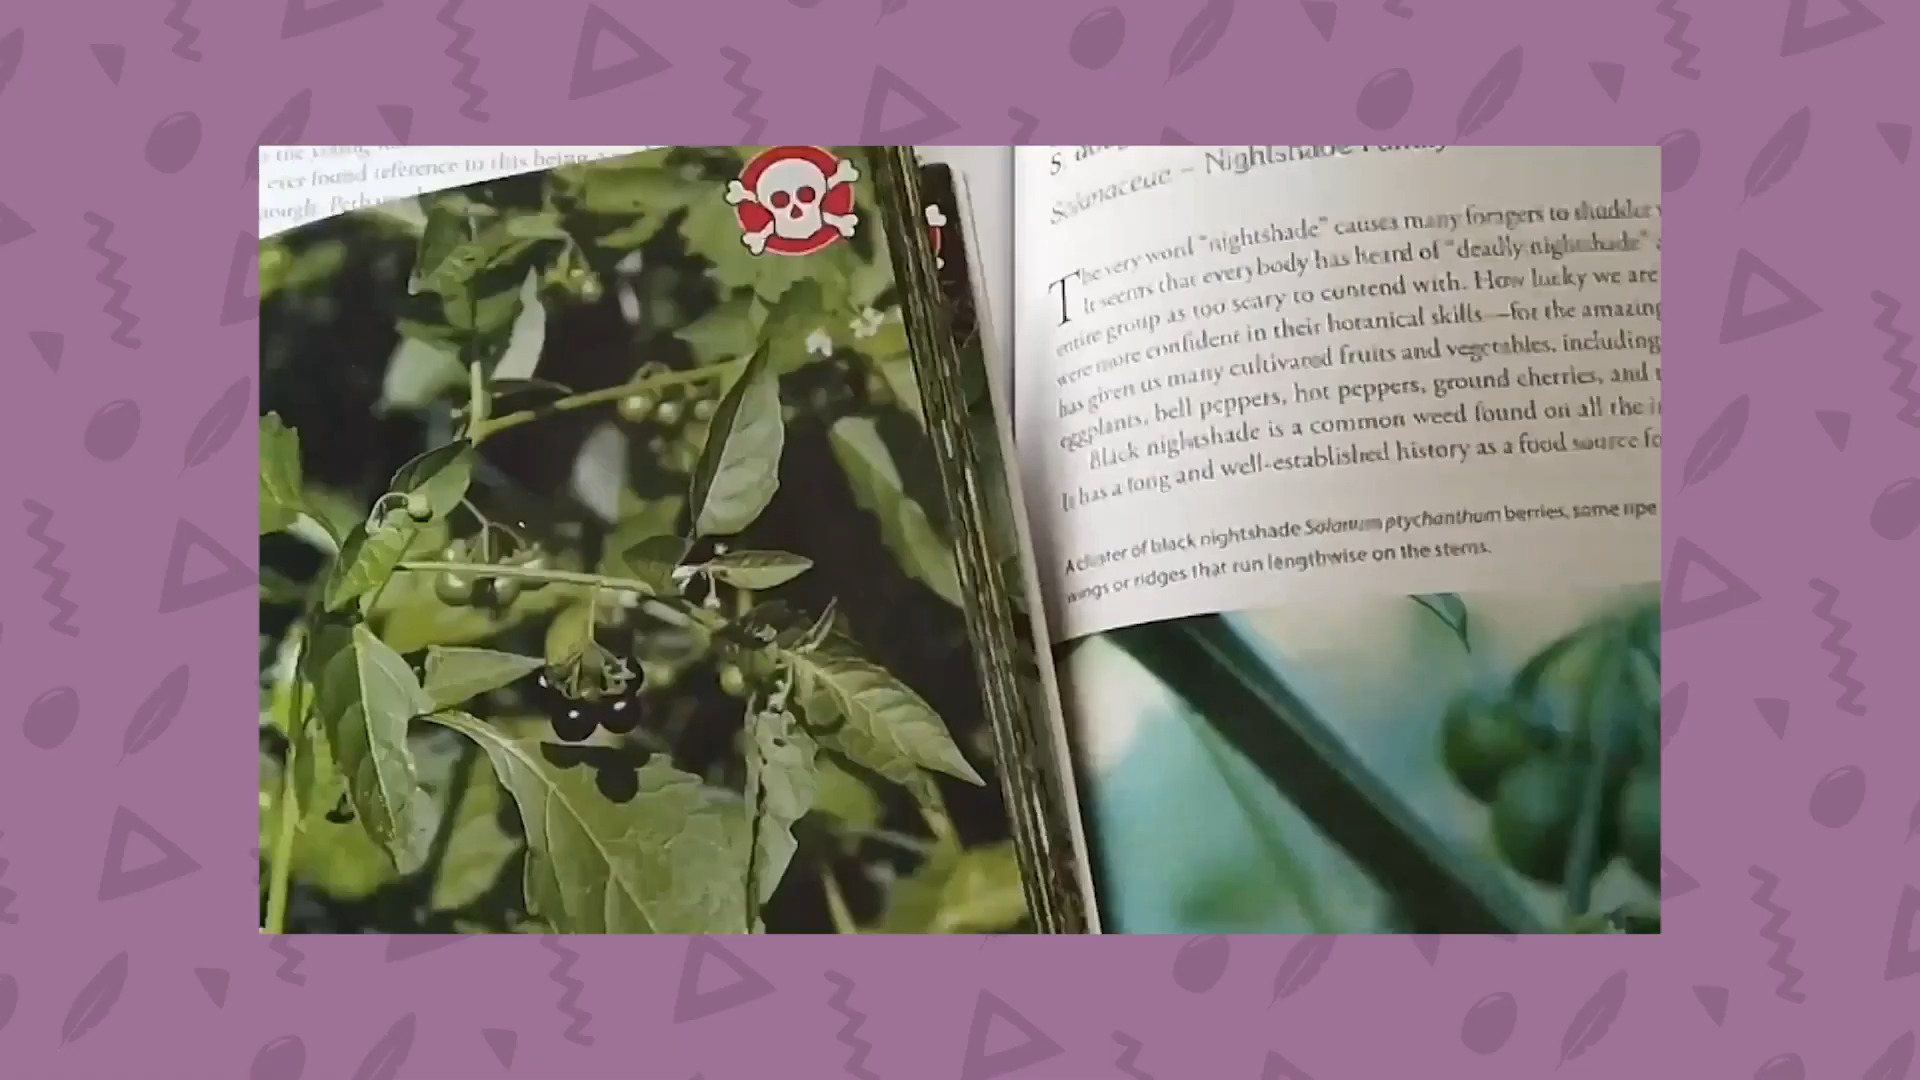 ever found reference to this being
S.
Solanaceae – Nightshade Family
The very word "nightshade" causes many foragers to shudder
It seems that everybody has heard of "deadly nightshade"
entire group as too scary to contend with. How lucky we are
were more confident in their botanical skills—for the amazing
has given us many cultivated fruits and vegetables, including
eggplants, bell peppers, hot peppers, ground cherries, and
Black nightshade is a common weed found on all the
It has a long and well-established history as a food source
A cluster of black nightshade Solanum ptychanthum berries, some ripe
wings or ridges that run lengthwise on the stems.